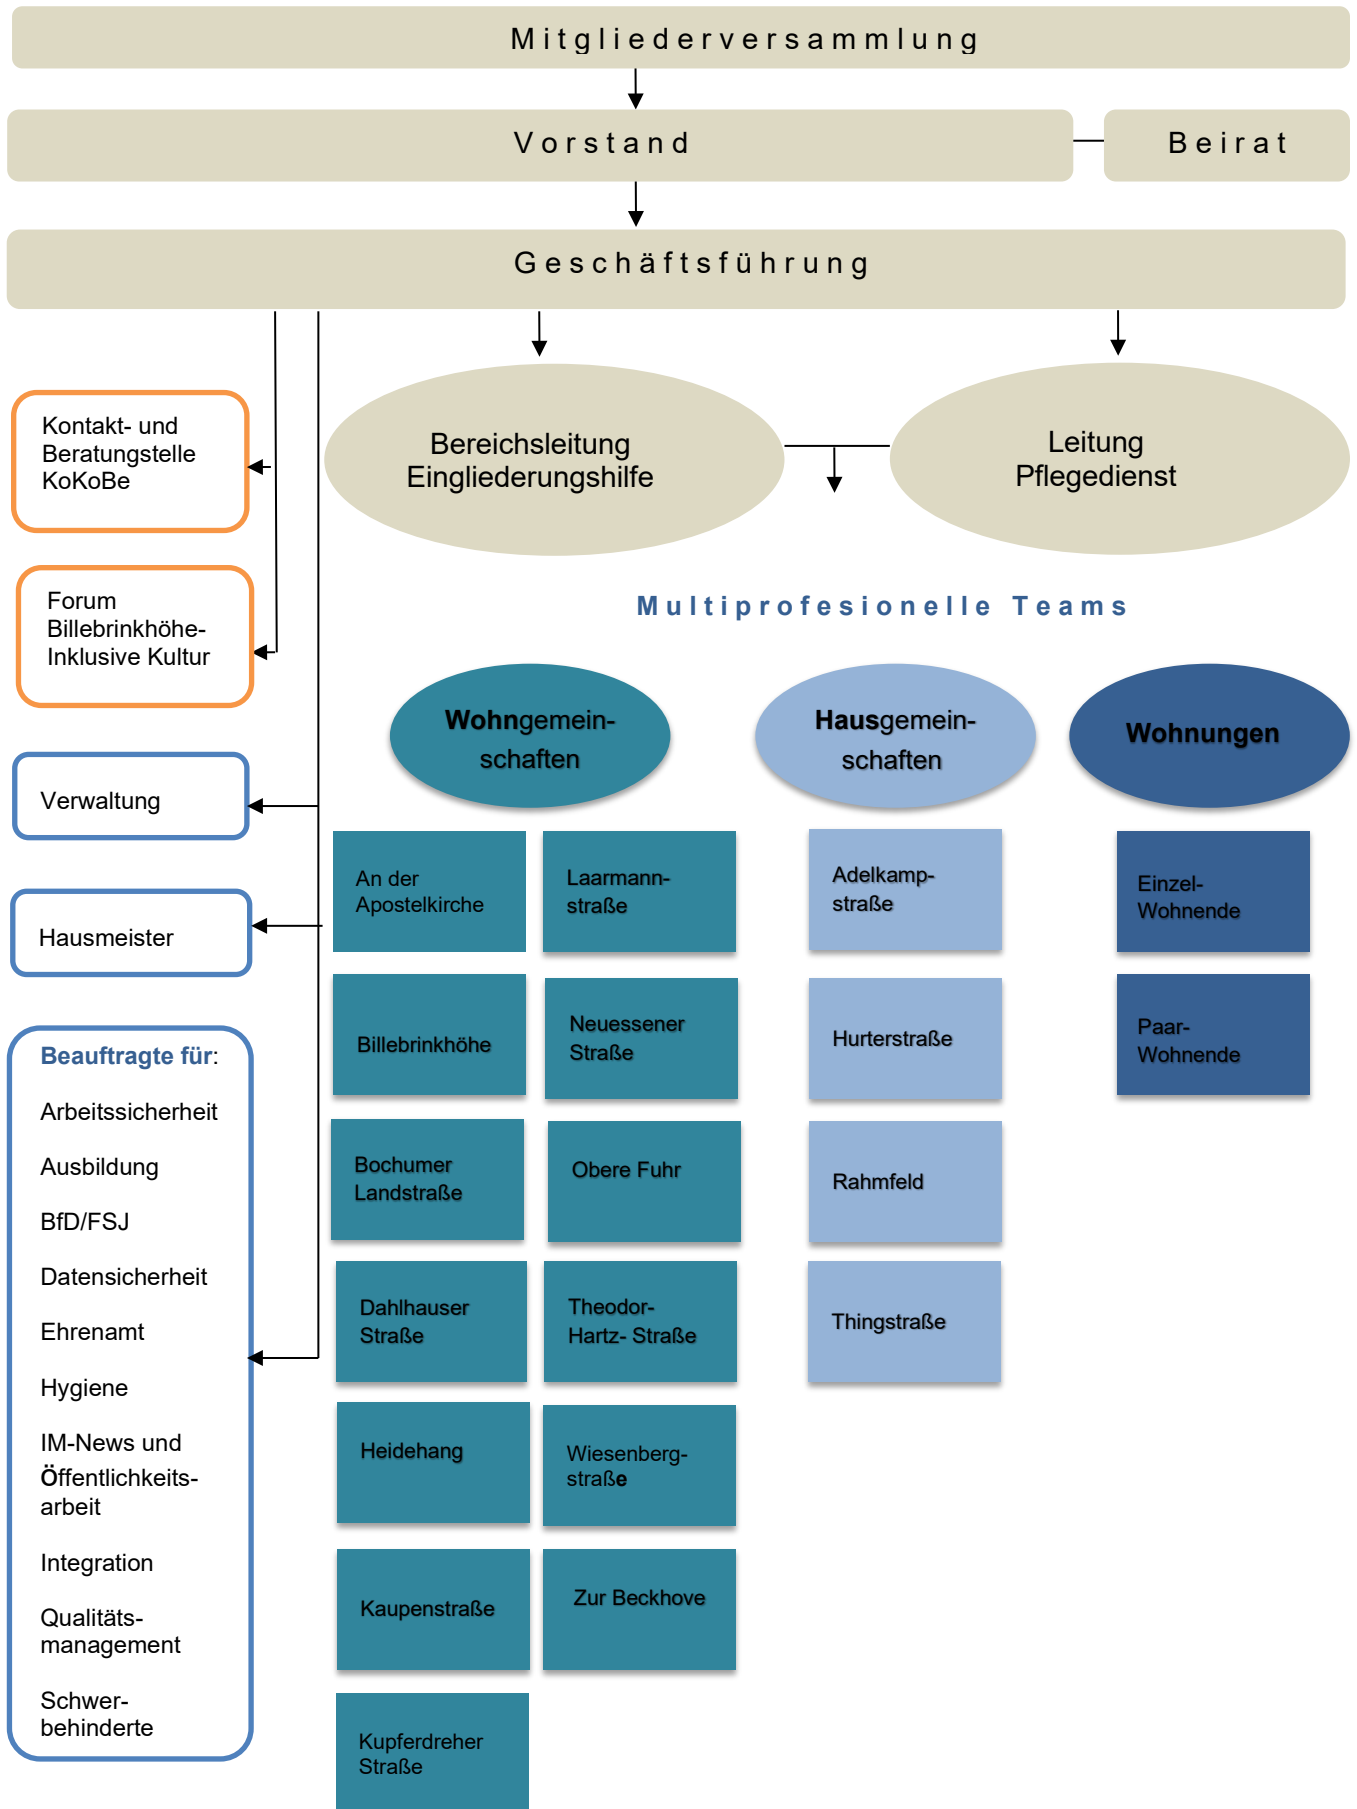 Mitgliederversammlung
Vorstand
Beirat
Geschäftsführung
Kontakt- und
Beratungstelle
KoKoBe
Forum
Billebrinkhöhe-
Inklusive Kultur
Verwaltung
Hausmeister
Beauftragte für:
Arbeitssicherheit
Ausbildung
BfD/FSJ
Datensicherheit
Ehrenamt
Hygiene
IM-News und
Öffentlichkeits-
arbeit
Integration
Qualitäts-
management
Schwer-
behinderte
Bereichsleitung
Eingliederungshilfe
Leitung
Pflegedienst
Multiprofesionelle Teams
Wohngemein-
schaften
An der
Apostelkirche
Billebrinkhöhe
Bochumer
Landstraße
Dahlhauser
Straße
Heidehang
Kaupenstraße
Kupferdreher
Straße
Laarmann-
straße
Neuessener
Straße
Obere Fuhr
Theodor-
Hartz- Straße
Wiesenberg-
straße
Zur Beckhove
Hausgemein-
schaften
Adelkamp-
straße
Hurterstraße
Rahmfeld
Thingstraße
Wohnungen
Einzel-
Wohnende
Paar-
Wohnende